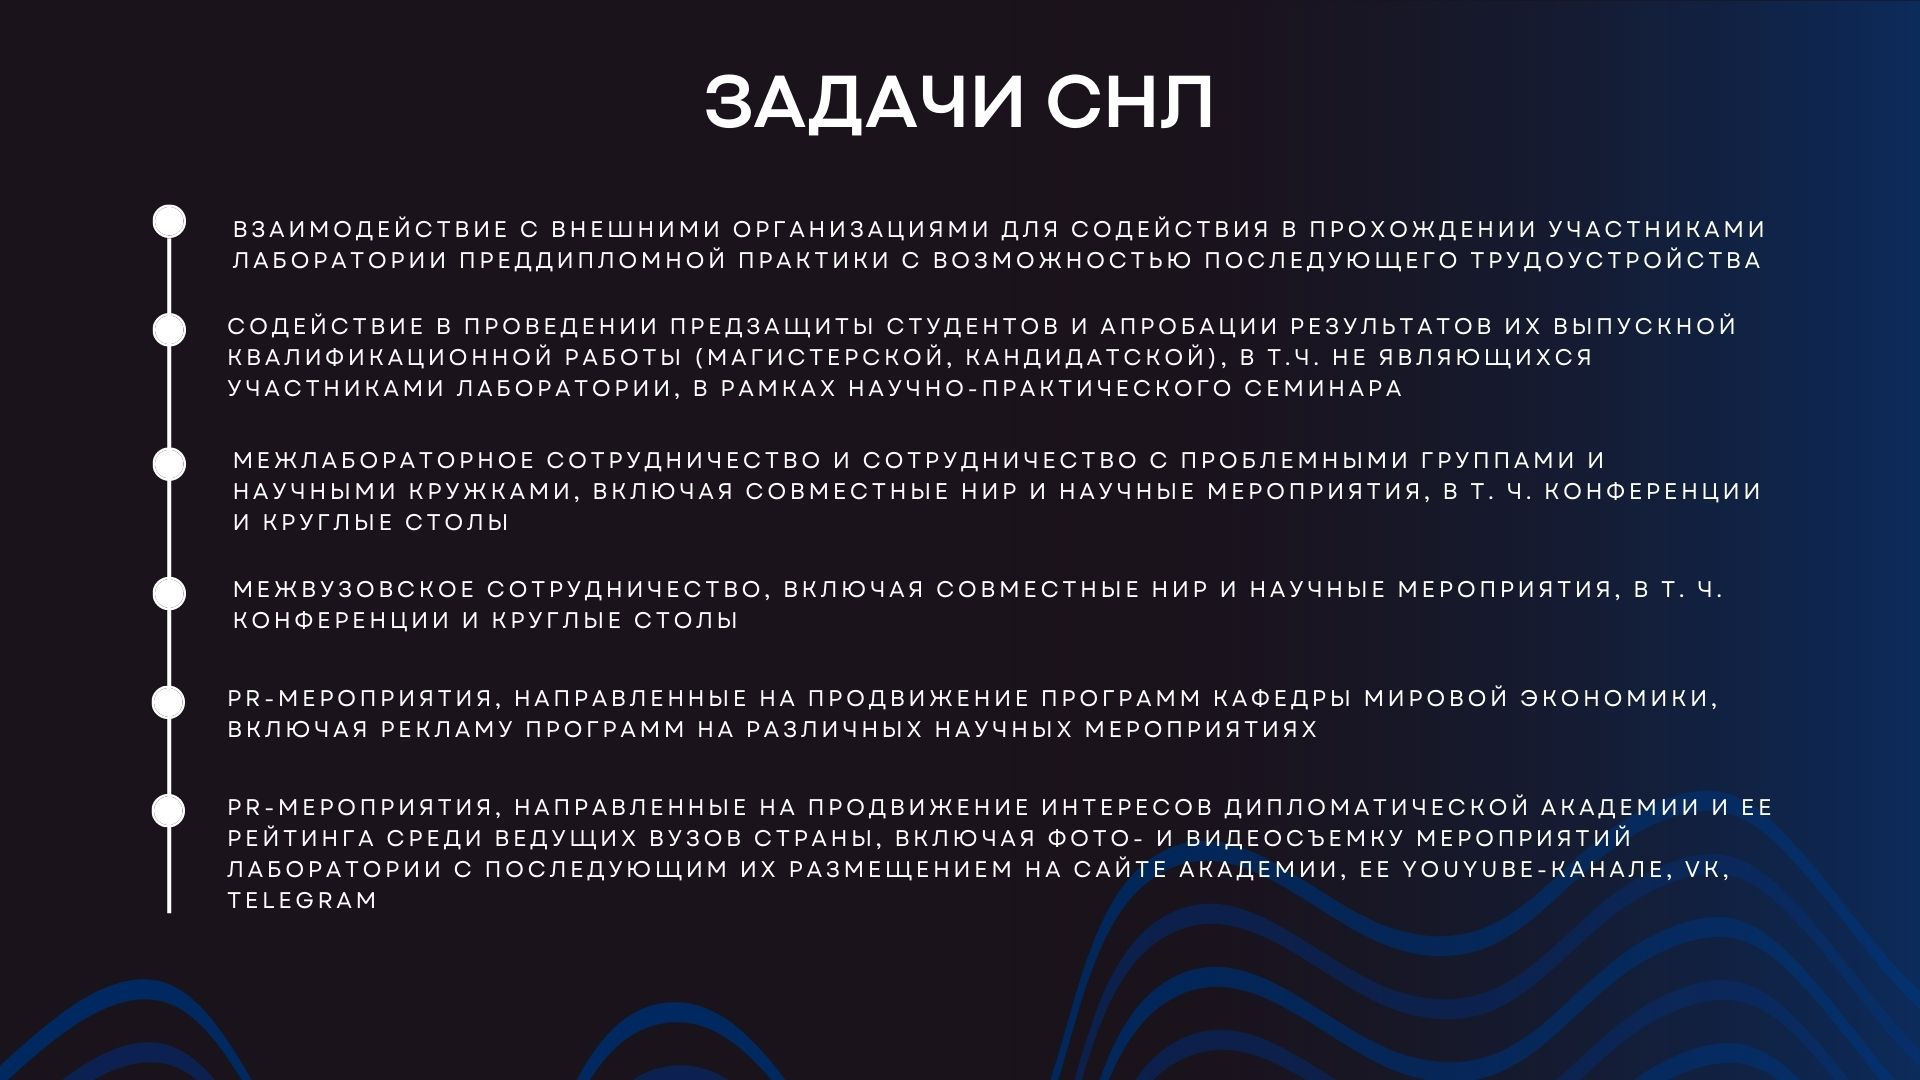 ЗАДАЧИ СНЛ
ВЗАИМОДЕЙСТВИЕ С ВНЕШНИМИ ОРГАНИЗАЦИЯМИ ДЛЯ СОДЕЙСТВИЯ В ПРОХОЖДЕНИИ УЧАСТНИКАМИ
ЛАБОРАТОРИИ ПРЕДДИПЛОМНОЙ ПРАКТИКИ С ВОЗМОЖНОСТЬЮ ПОСЛЕДУЮЩЕГО ТРУДОУСТРОЙСТВА
СОДЕЙСТВИЕ В ПРОВЕДЕНИИ ПРЕДЗАЩИТЫ СТУДЕНТОВ И АПРОБАЦИИ РЕЗУЛЬТАТОВ ИХ ВЫПУСКНОЙ
КВАЛИФИКАЦИОННОЙ РАБОТЫ (МАГИСТЕРСКОЙ, КАНДИДАТСКОЙ), В Т.Ч. НЕ ЯВЛЯЮЩИХСЯ
УЧАСТНИКАМИ ЛАБОРАТОРИИ, В РАМКАХ НАУЧНО-ПРАКТИЧЕСКОГО СЕМИНАРА
МЕЖЛАБОРАТОРНОЕ СОТРУДНИЧЕСТВО И СОТРУДНИЧЕСТВО С ПРОБЛЕМНЫМИ ГРУППАМИ И
НАУЧНЫМИ КРУЖКАМИ, ВКЛЮЧАЯ СОВМЕСТНЫЕ НИР И НАУЧНЫЕ МЕРОПРИЯТИЯ, В Т. Ч. КОНФЕРЕНЦИИ
И КРУГЛЫЕ СТОЛЫ
МЕЖВУЗОВСКОЕ СОТРУДНИЧЕСТВО, ВКЛЮЧАЯ СОВМЕСТНЫЕ НИР И НАУЧНЫЕ МЕРОПРИЯТИЯ, В Т. Ч.
КОНФЕРЕНЦИИ И КРУГЛЫЕ СТОЛЫ
PR-МЕРОПРИЯТИЯ, НАПРАВЛЕННЫЕ НА ПРОДВИЖЕНИЕ ПРОГРАММ КАФЕДРЫ МИРОВОЙ ЭКОНОМИКИ,
ВКЛЮЧАЯ РЕКЛАМУ ПРОГРАММ НА РАЗЛИЧНЫХ НАУЧНЫХ МЕРОПРИЯТИЯХ
PR-МЕРОПРИЯТИЯ, НАПРАВЛЕННЫЕ НА ПРОДВИЖЕНИЕ ИНТЕРЕСОВ ДИПЛОМАТИЧЕСКОЙ АКАДЕМИИ И ЕЕ
РЕЙТИНГА СРЕДИ ВЕДУЩИХ ВУЗОВ СТРАНЫ, ВКЛЮЧАЯ ФОТО- И ВИДЕОСЪЕМКУ МЕРОПРИЯТИЙ
ЛАБОРАТОРИИ С ПОСЛЕДУЮЩИМ ИХ РАЗМЕЩЕНИЕМ НА САЙТЕ АКАДЕМИИ, ЕЕ YOUYUBE-КАНАЛЕ, VK,
TELEGRAM